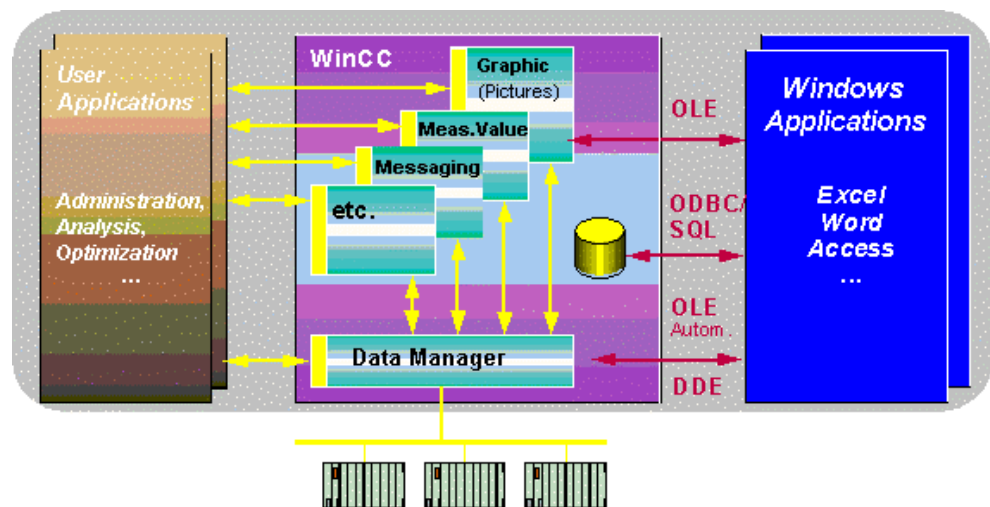 User
Applications
Administration,
Analysis,
Optimization
...
WinCC
Graphic
(Pictures)
Meas.Value
Messaging
etc.
Data Manager
OLE
ODBC/
SQL
OLE
Autom.
DDE
Windows
Applications
Excel
Word
Access
...